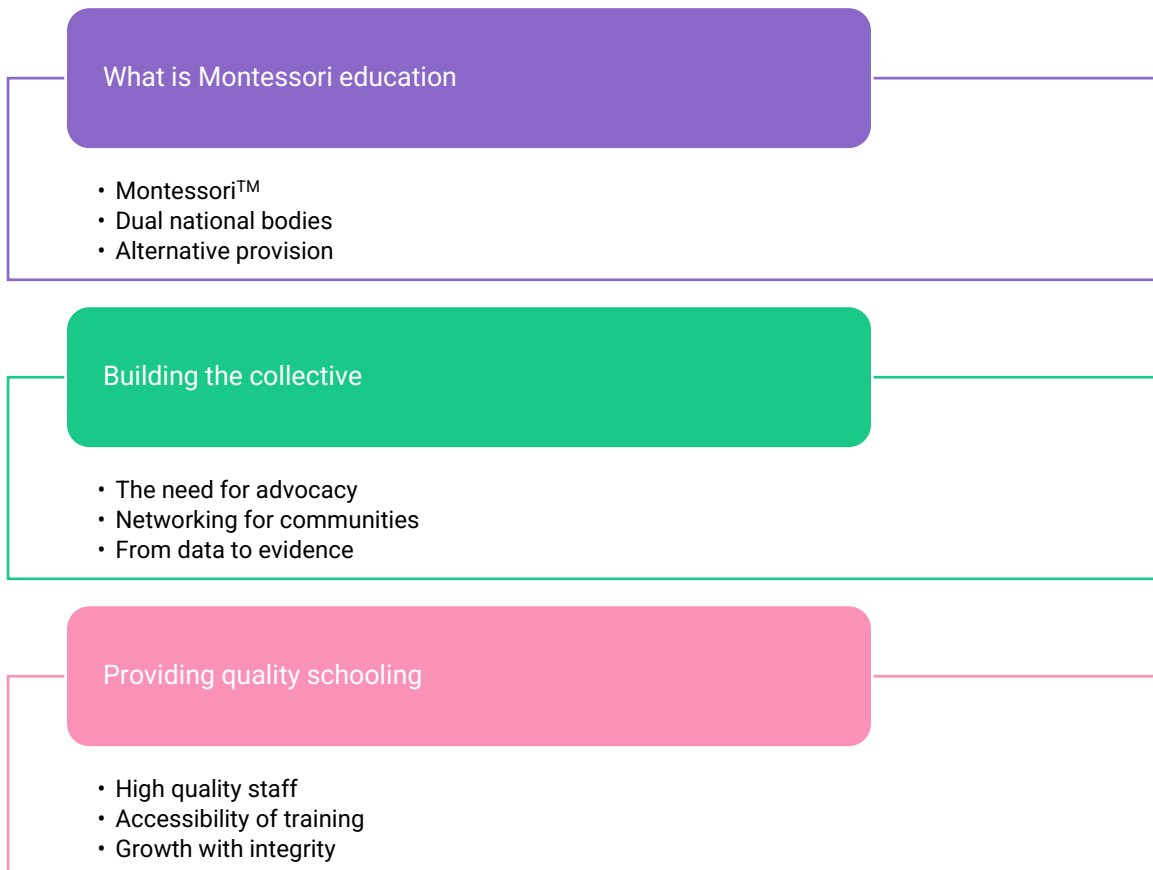 What is Montessori education
• Montessori™
• Dual national bodies
• Alternative provision
Building the collective
• The need for advocacy
• Networking for communities
• From data to evidence
Providing quality schooling
• High quality staff
• Accessibility of training
• Growth with integrity